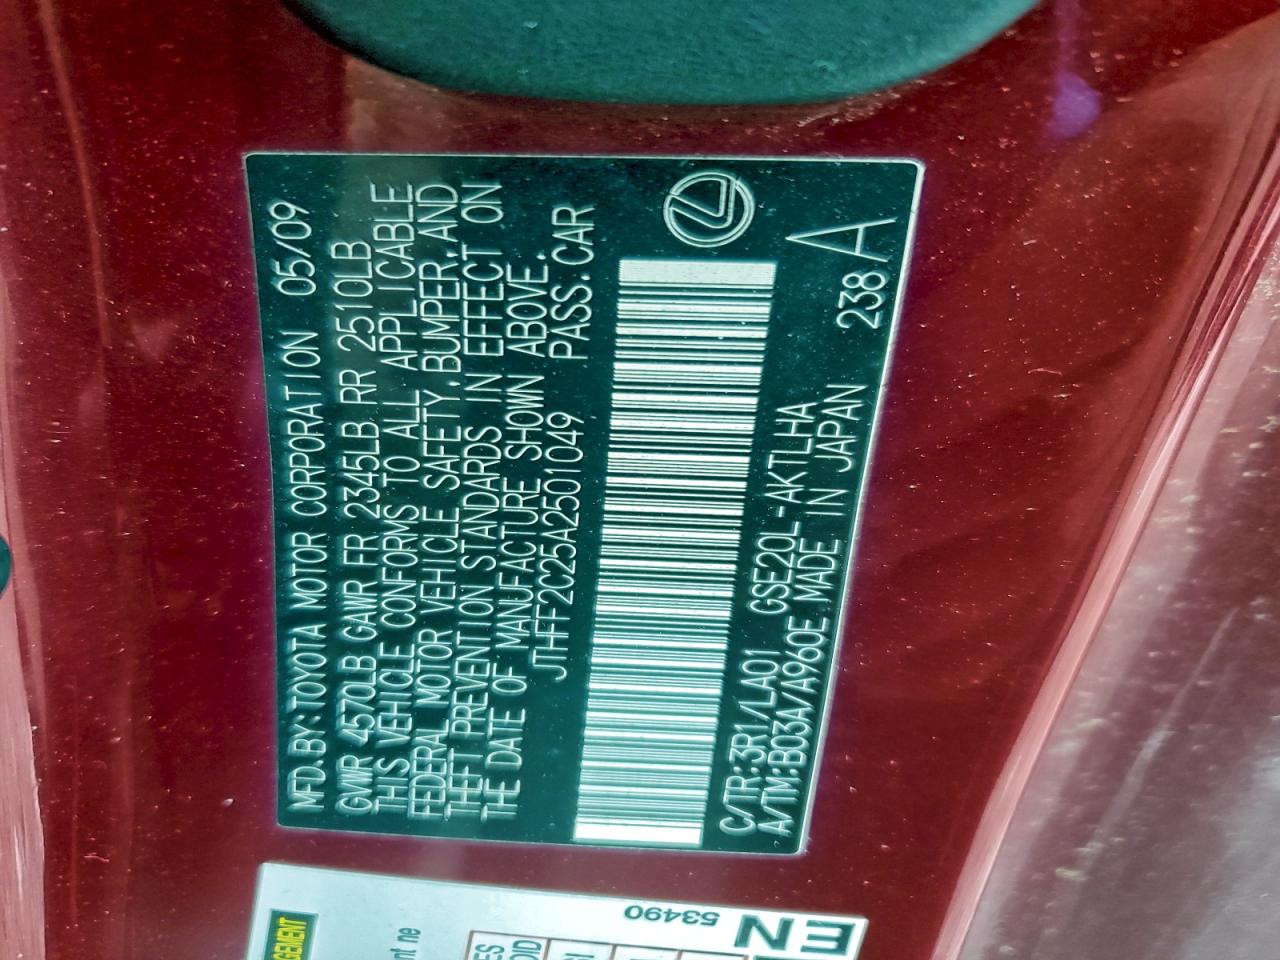 MFD.BY:TOYOTA MOTOR CORPORATION 05/09
GVWR 4570LB GAWR FR 2345LB RR 2510LB
THIS VEHICLE CONFORMS TO ALL APPLICABLE
FEDERAL MOTOR VEHICLE SAFETY,BUMPER,AND
THEFT PREVENTION STANDARDS IN EFFECT ON
THE DATE OF MANUFACTURE SHOWN ABOVE.
JTHFF2C25A2501049 PASS.CAR
C/TR:3R1/LA01 GSE20L-AKTLHA
A/TM:B03A/A960E MADE IN JAPAN 238 A
53490